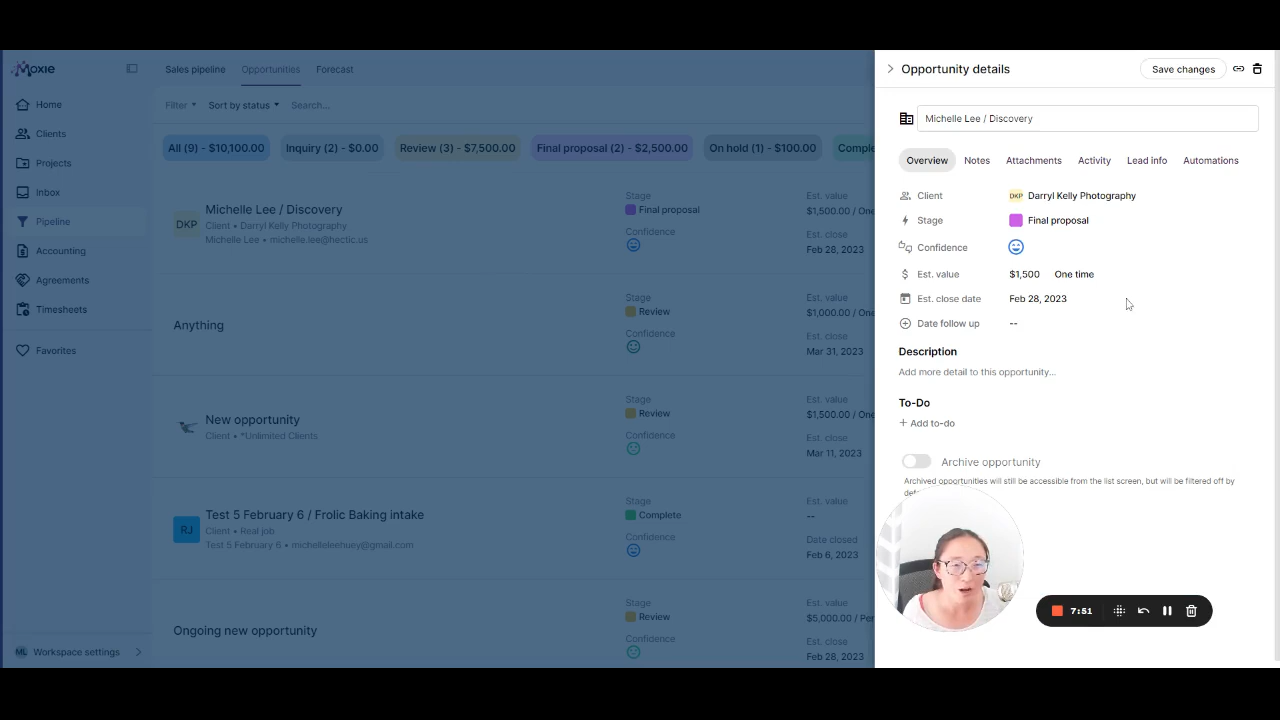 Moxie
Home
Clients
Projects
Inbox
Pipeline
Accounting
Agreements
Timesheets
Favorites
ML Workspace settings
Sales pipeline Opportunities Forecast
Filter Sort by status Search...
All (9) - $10,100.00 Inquiry (2) - $0.00 Review (3) - $7,500.00 Final proposal (2) - $2,500.00 On hold (1) - $100.00 Comple
DKP
Michelle Lee / Discovery
Client • Darryl Kelly Photography
Michelle Lee • michelle.lee@hectic.us
Stage
Final proposal
Confidence
Est. value
$1,500.00 / One
Est. close
Feb 28, 2023
Anything
Stage
Review
Confidence
Est. value
$1,000.00 / One
Est. close
Mar 31, 2023
New opportunity
Client • *Unlimited Clients
Stage
Review
Confidence
Est. value
$1,500.00 / One
Est. close
Mar 11, 2023
RJ
Test 5 February 6 / Frolic Baking intake
Client • Real job
Test 5 February 6 • michelleleehuey@gmail.com
Stage
Complete
Confidence
Est. value
--
Date closed
Feb 6, 2023
Ongoing new opportunity
Stage
Review
Confidence
Est. value
$5,000.00 / Per
Est. close
Feb 28, 2023
Opportunity details Save changes
Michelle Lee / Discovery
Overview Notes Attachments Activity Lead info Automations
Client DKP Darryl Kelly Photography
Stage Final proposal
Confidence
Est. value $1,500 One time
Est. close date Feb 28, 2023
Date follow up --
Description
Add more detail to this opportunity...
To-Do
+ Add to-do
Archive opportunity
Archived opportunities will still be accessible from the list screen, but will be filtered off by
7:51